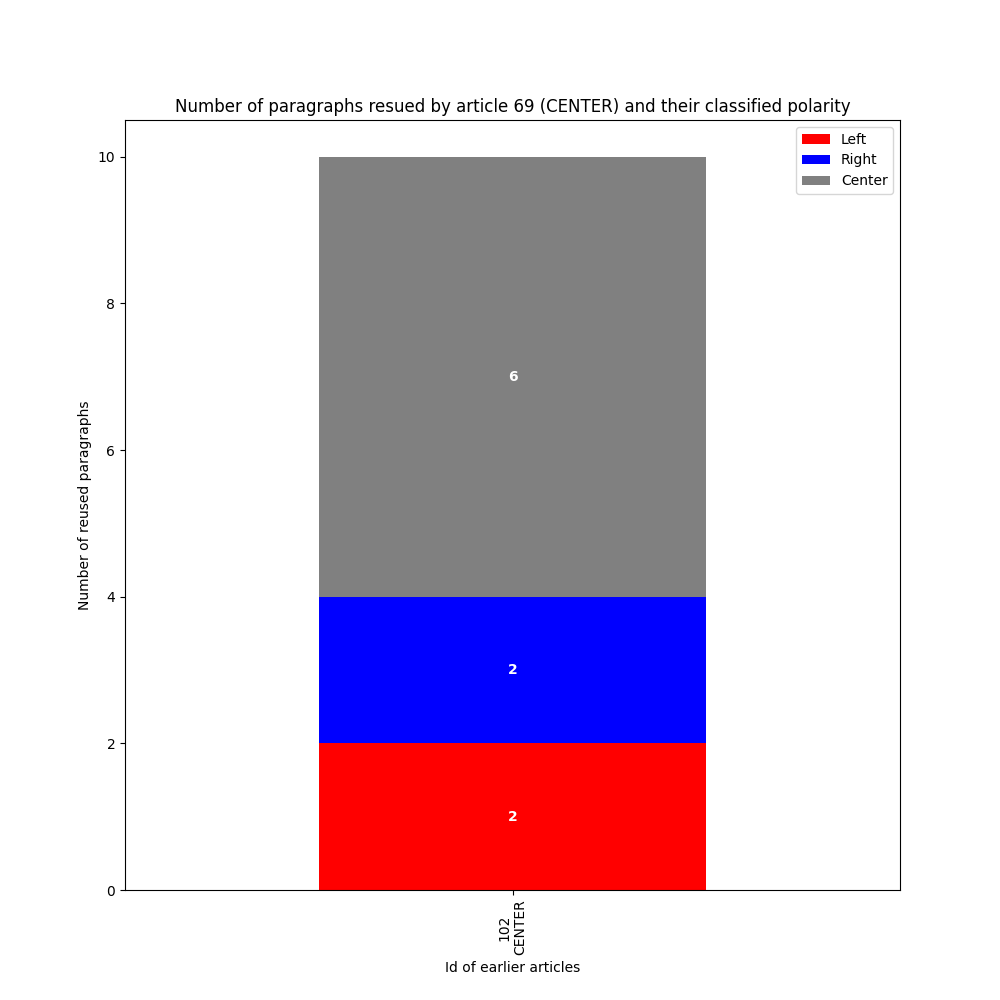 Number of paragraphs resued by article 69 (CENTER) and their classified polarity
Left
Right
Center
10
8
6
4
2
0
Number of reused paragraphs
6
2
2
102
CENTER
Id of earlier articles